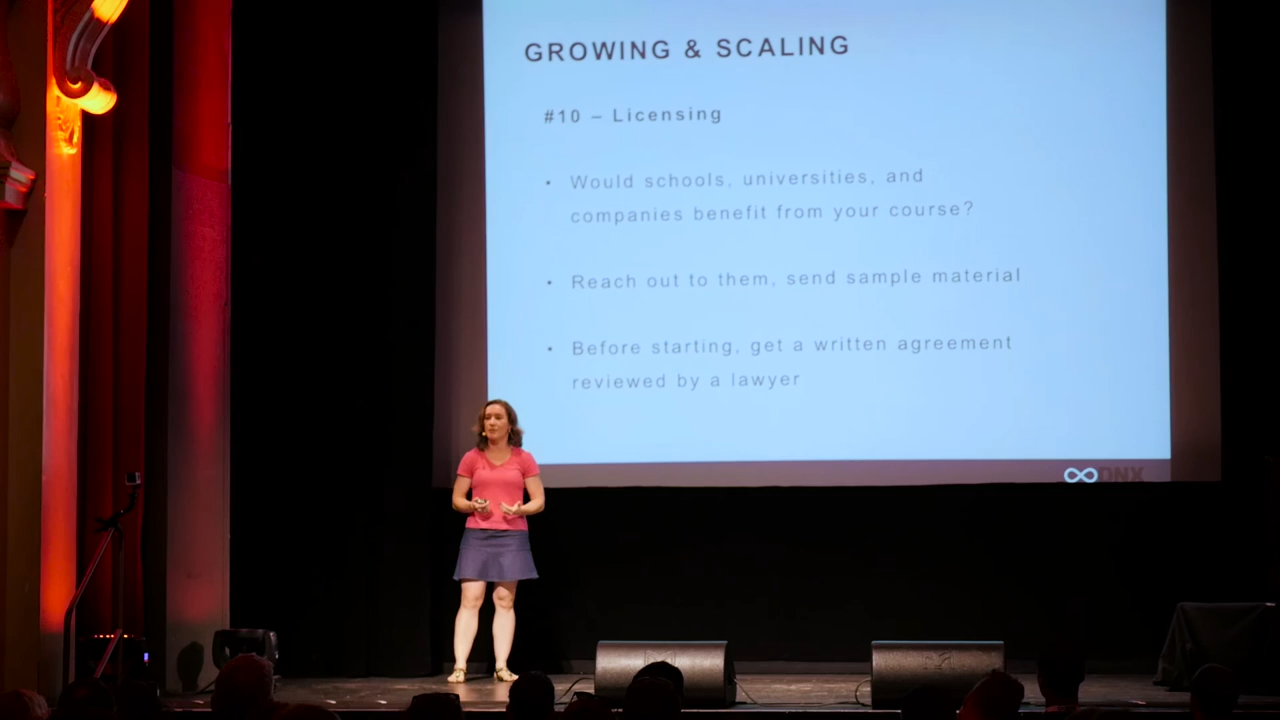 GROWING & SCALING
#10 – Licensing
• Would schools, universities, and
companies benefit from your course?
• Reach out to them, send sample material
• Before starting, get a written agreement
reviewed by a lawyer
DNX